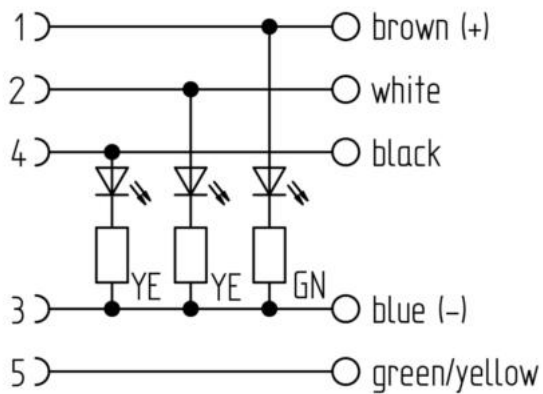 1 brown (+)
2 white
4 black
YE YE GN
3 blue (-)
5 green/yellow